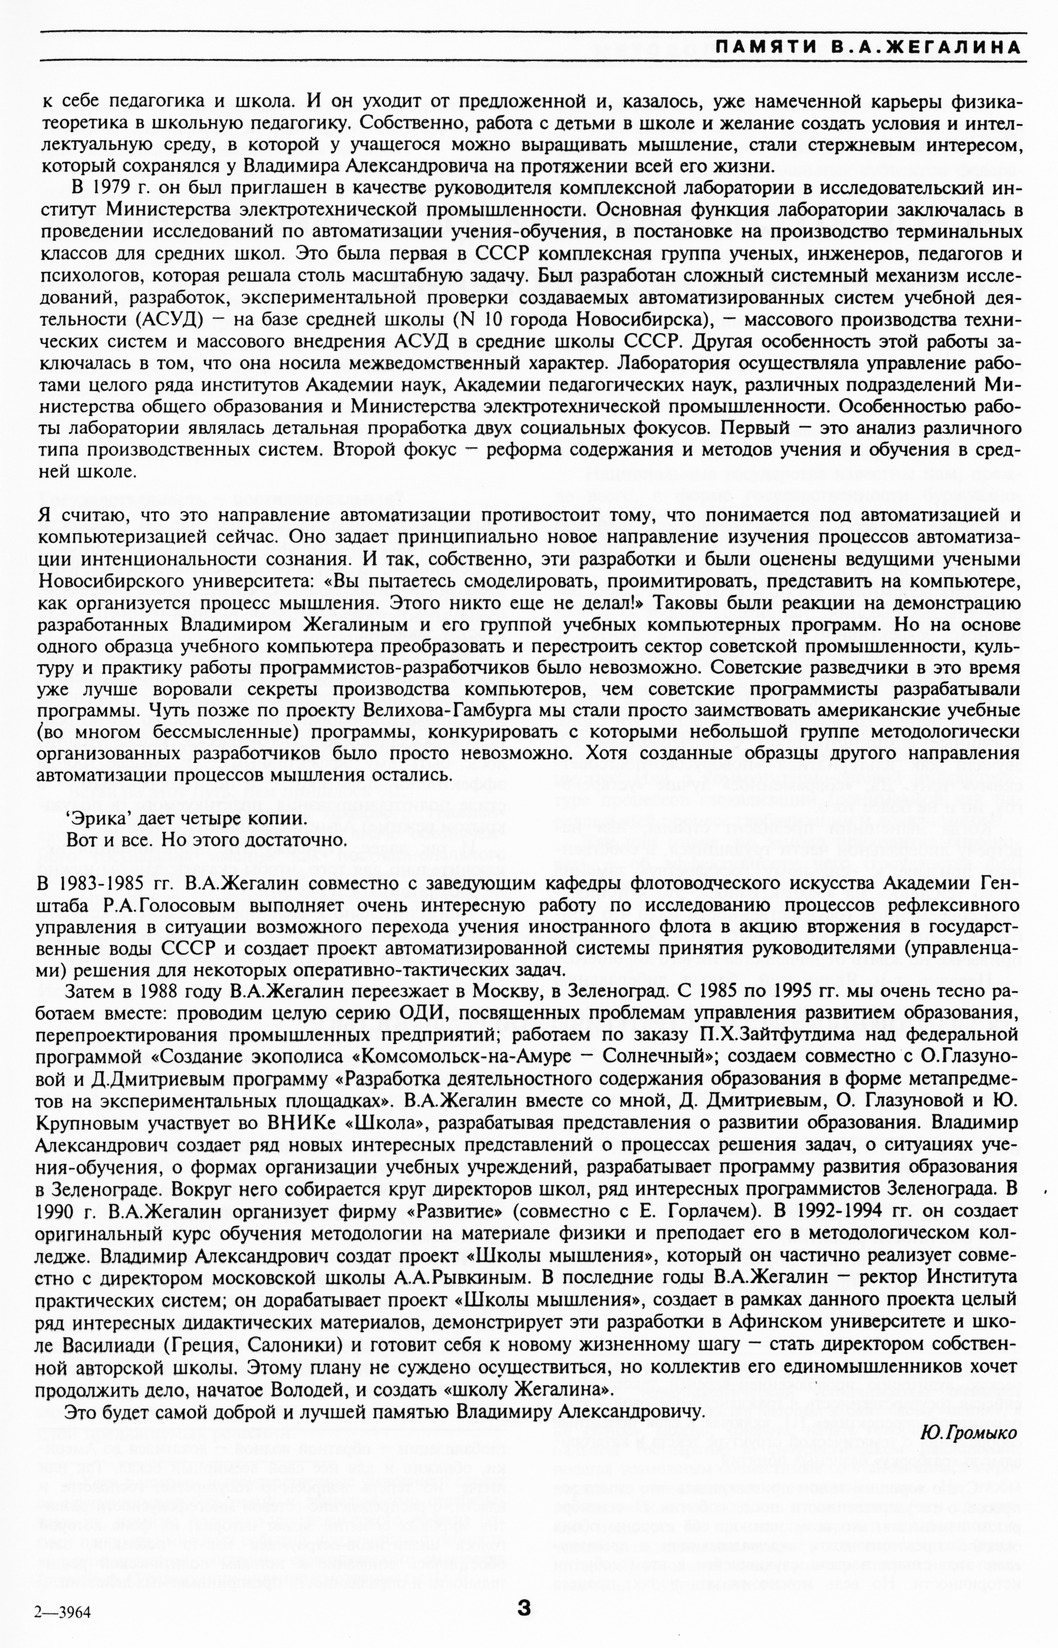 ПАМЯТИ В.А.ЖЕГАЛИНА
к себе педагогика и школа. И он уходит от предложенной и, казалось, уже намеченной карьеры физика-
теоретика в школьную педагогику. Собственно, работа с детьми в школе и желание создать условия и интел-
лектуальную среду, в которой у учащегося можно выращивать мышление, стали стержневым интересом,
который сохранялся у Владимира Александровича на протяжении всей его жизни.
В 1979 г. он был приглашен в качестве руководителя комплексной лаборатории в исследовательский ин-
ститут Министерства электротехнической промышленности. Основная функция лаборатории заключалась в
проведении исследований по автоматизации учения-обучения, в постановке на производство терминальных
классов для средних школ. Это была первая в СССР комплексная группа ученых, инженеров, педагогов и
психологов, которая решала столь масштабную задачу. Был разработан сложный системный механизм иссле-
дований, разработок, экспериментальной проверки создаваемых автоматизированных систем учебной дея-
тельности (АСУД) − на базе средней школы (N 10 города Новосибирска), − массового производства техни-
ческих систем и массового внедрения АСУД в средние школы СССР. Другая особенность этой работы за-
ключалась в том, что она носила межведомственный характер. Лаборатория осуществляла управление рабо-
тами целого ряда институтов Академии наук, Академии педагогических наук, различных подразделений Ми-
нистерства общего образования и Министерства электротехнической промышленности. Особенностью рабо-
ты лаборатории являлась детальная проработка двух социальных фокусов. Первый − это анализ различного
типа производственных систем. Второй фокус − реформа содержания и методов учения и обучения в сред-
ней школе.
Я считаю, что это направление автоматизации противостоит тому, что понимается под автоматизацией и
компьютеризацией сейчас. Оно задает принципиально новое направление изучения процессов автоматиза-
ции интенциональности сознания. И так, собственно, эти разработки и были оценены ведущими учеными
Новосибирского университета: «Вы пытаетесь смоделировать, проимитировать, представить на компьютере,
как организуется процесс мышления. Этого никто еще не делал!» Таковы были реакции на демонстрацию
разработанных Владимиром Жегалиным и его группой учебных компьютерных программ. Но на основе
одного образца учебного компьютера преобразовать и перестроить сектор советской промышленности, куль-
туру и практику работы программистов-разработчиков было невозможно. Советские разведчики в это время
уже лучше воровали секреты производства компьютеров, чем советские программисты разрабатывали
программы. Чуть позже по проекту Велихова-Гамбурга мы стали просто заимствовать американские учебные
(во многом бессмысленные) программы, конкурировать с которыми небольшой группе методологически
организованных разработчиков было просто невозможно. Хотя созданные образцы другого направления
автоматизации процессов мышления остались.
‘Эрика’ дает четыре копии.
Вот и все. Но этого достаточно.
В 1983-1985 гг. В.А.Жегалин совместно с заведующим кафедры флотоводческого искусства Академии Ген-
штаба Р.А.Голосовым выполняет очень интересную работу по исследованию процессов рефлексивного
управления в ситуации возможного перехода учения иностранного флота в акцию вторжения в государст-
венные воды СССР и создает проект автоматизированной системы принятия руководителями (управленца-
ми) решения для некоторых оперативно-тактических задач.
Затем в 1988 году В.А.Жегалин переезжает в Москву, в Зеленоград. С 1985 по 1995 гг. мы очень тесно ра-
ботаем вместе: проводим целую серию ОДИ, посвященных проблемам управления развитием образования,
перепроектирования промышленных предприятий; работаем по заказу П.Х.Зайтфутдима над федеральной
программой «Создание экополиса «Комсомольск-на-Амуре − Солнечный»; создаем совместно с О.Глазуно-
вой и Д.Дмитриевым программу «Разработка деятельностного содержания образования в форме метапредме-
тов на экспериментальных площадках». В.А.Жегалин вместе со мной, Д. Дмитриевым, О. Глазуновой и Ю.
Крупновым участвует во ВНИКе «Школа», разрабатывая представления о развитии образования. Владимир
Александрович создает ряд новых интересных представлений о процессах решения задач, о ситуациях уче-
ния-обучения, о формах организации учебных учреждений, разрабатывает программу развития образования
в Зеленограде. Вокруг него собирается круг директоров школ, ряд интересных программистов Зеленограда. В
1990 г. В.А.Жегалин организует фирму «Развитие» (совместно с Е. Горлачем). В 1992-1994 гг. он создает
оригинальный курс обучения методологии на материале физики и преподает его в методологическом кол-
ледже. Владимир Александрович создат проект «Школы мышления», который он частично реализует совме-
стно с директором московской школы А.А.Рывкиным. В последние годы В.А.Жегалин − ректор Института
практических систем; он дорабатывает проект «Школы мышления», создает в рамках данного проекта целый
ряд интересных дидактических материалов, демонстрирует эти разработки в Афинском университете и шко-
ле Василиади (Греция, Салоники) и готовит себя к новому жизненному шагу − стать директором собствен-
ной авторской школы. Этому плану не суждено осуществиться, но коллектив его единомышленников хочет
продолжить дело, начатое Володей, и создать «школу Жегалина».
Это будет самой доброй и лучшей памятью Владимиру Александровичу.
Ю.Громыко
2—3964
3